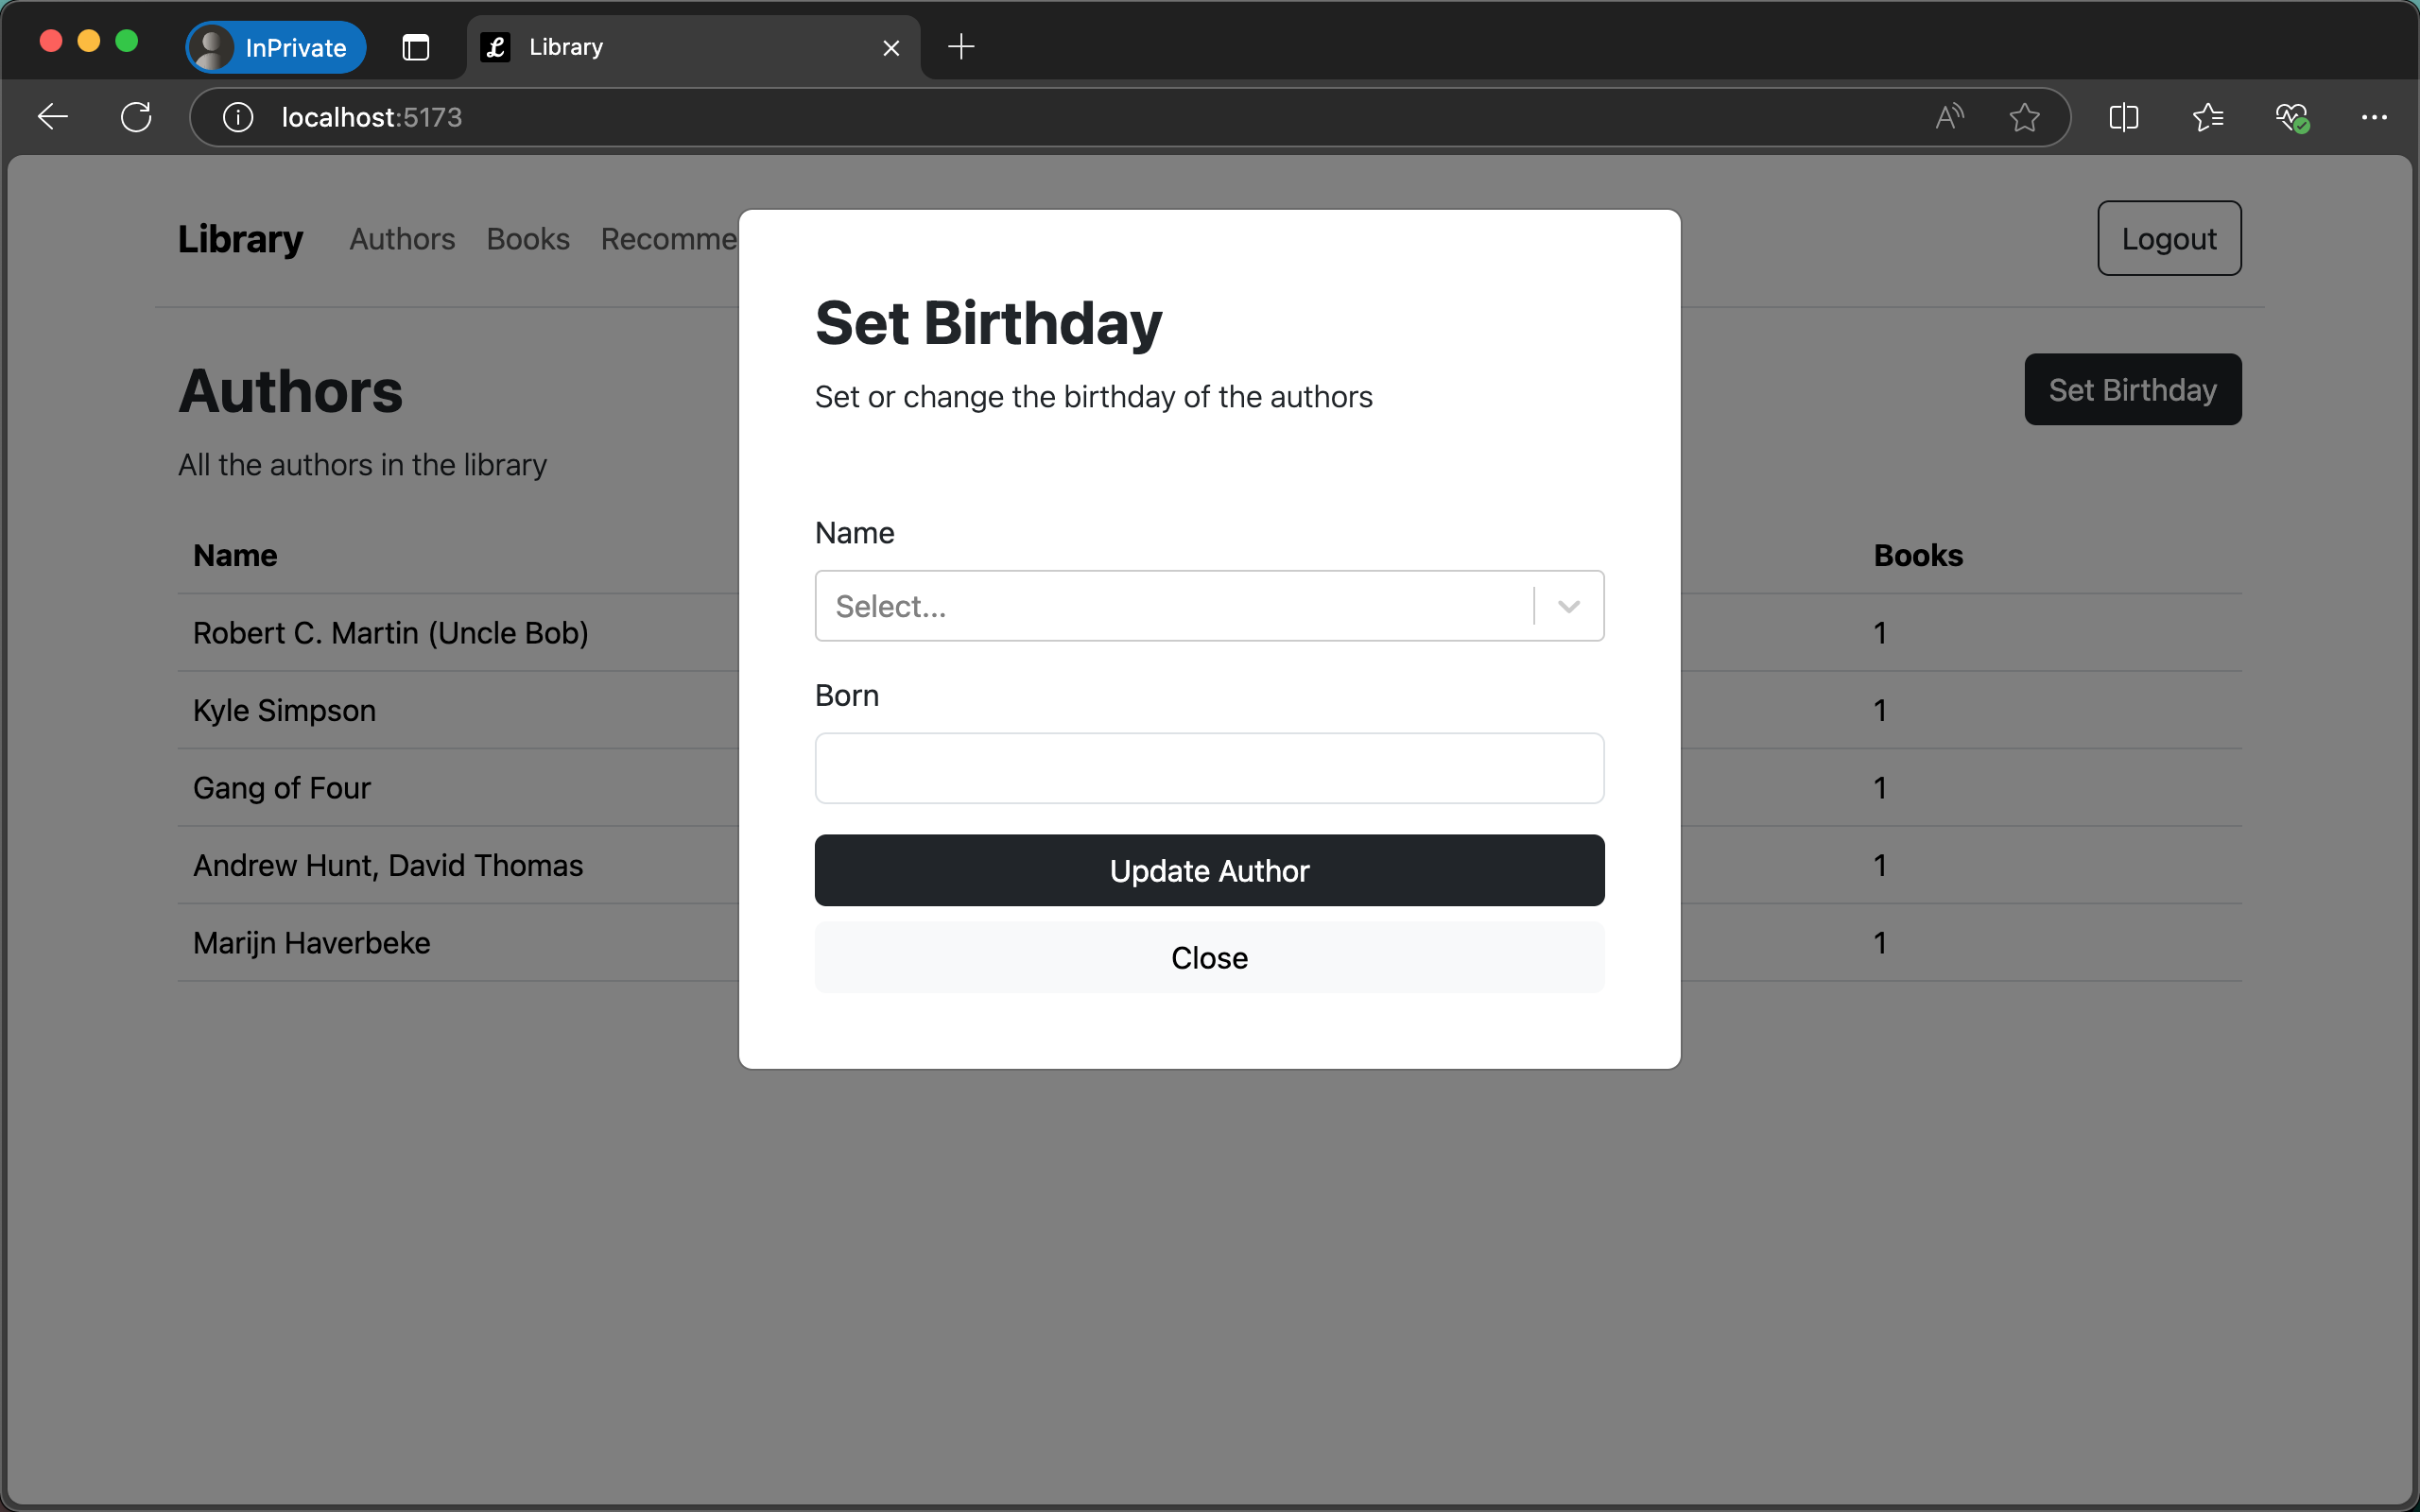 InPrivate
Library
localhost:5173
Library Authors Books Recomme
Logout
Authors
Set Birthday
All the authors in the library
Name Books
Robert C. Martin (Uncle Bob) 1
Kyle Simpson 1
Gang of Four 1
Andrew Hunt, David Thomas 1
Marijn Haverbeke 1
Set Birthday
Set or change the birthday of the authors
Name
Select...
Born
Update Author
Close